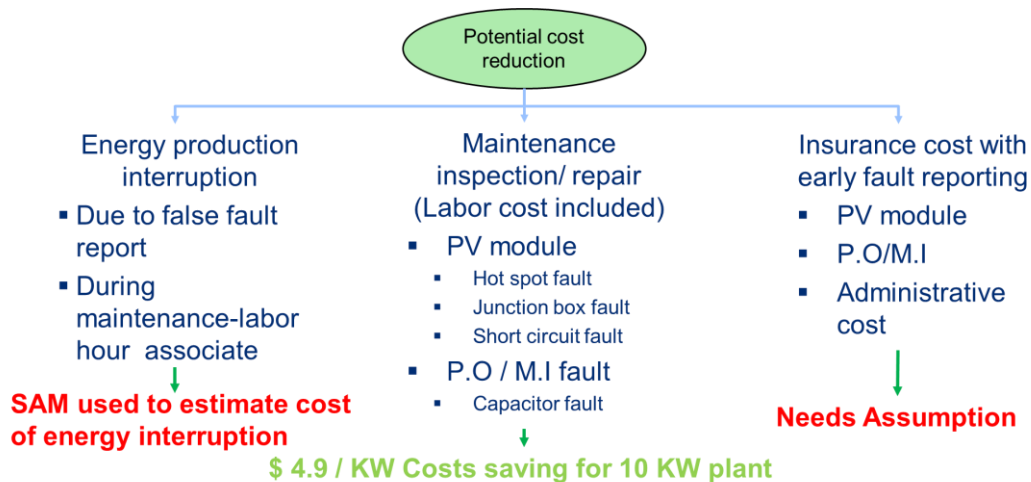 Potential cost
reduction
Energy production
interruption
▪ Due to false fault
report
▪ During
maintenance-labor
hour associate
SAM used to estimate cost
of energy interruption
Maintenance
inspection/ repair
(Labor cost included)
▪ PV module
▪ Hot spot fault
▪ Junction box fault
▪ Short circuit fault
▪ P.O / M.I fault
▪ Capacitor fault
$ 4.9 / KW Costs saving for 10 KW plant
Insurance cost with
early fault reporting
▪ PV module
▪ P.O/M.I
▪ Administrative
cost
Needs Assumption